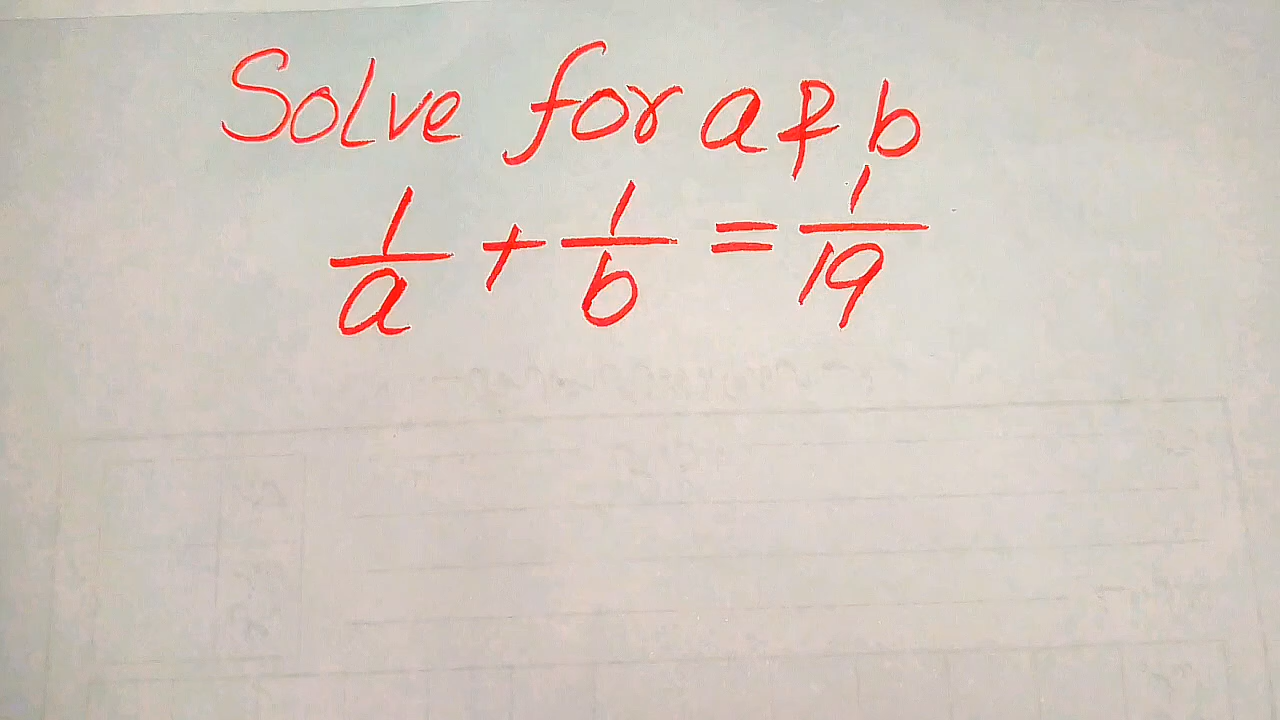 Solve for a & b
1/a + 1/b = 1/19